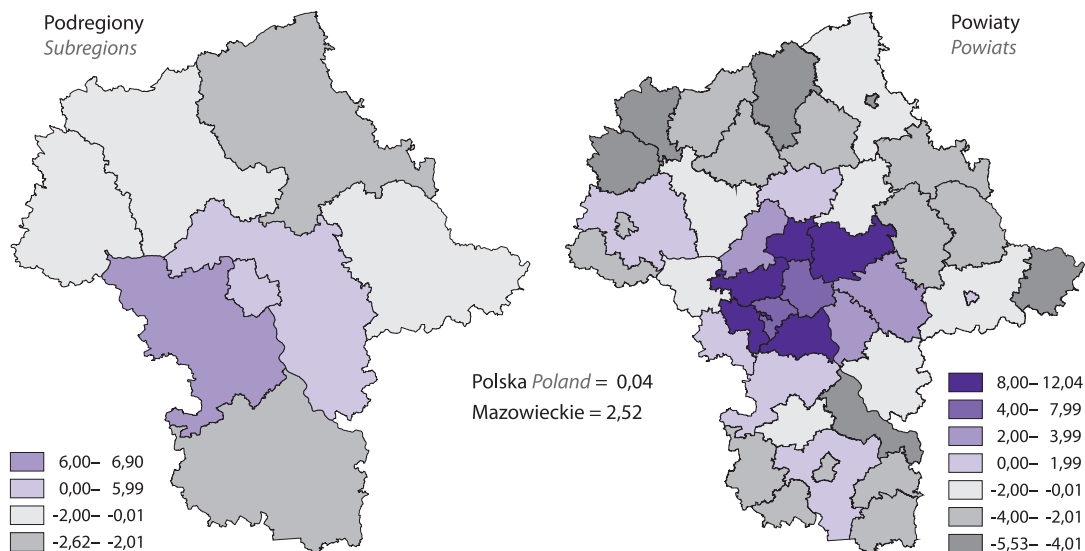 Podregiony
Subregions
Powiaty
Powiats
Polska Poland = 0,04
Mazowieckie = 2,52
6,00– 6,90
0,00– 5,99
-2,00– -0,01
-2,62– -2,01
8,00– 12,04
4,00– 7,99
2,00– 3,99
0,00– 1,99
-2,00– -0,01
-4,00– -2,01
-5,53– -4,01